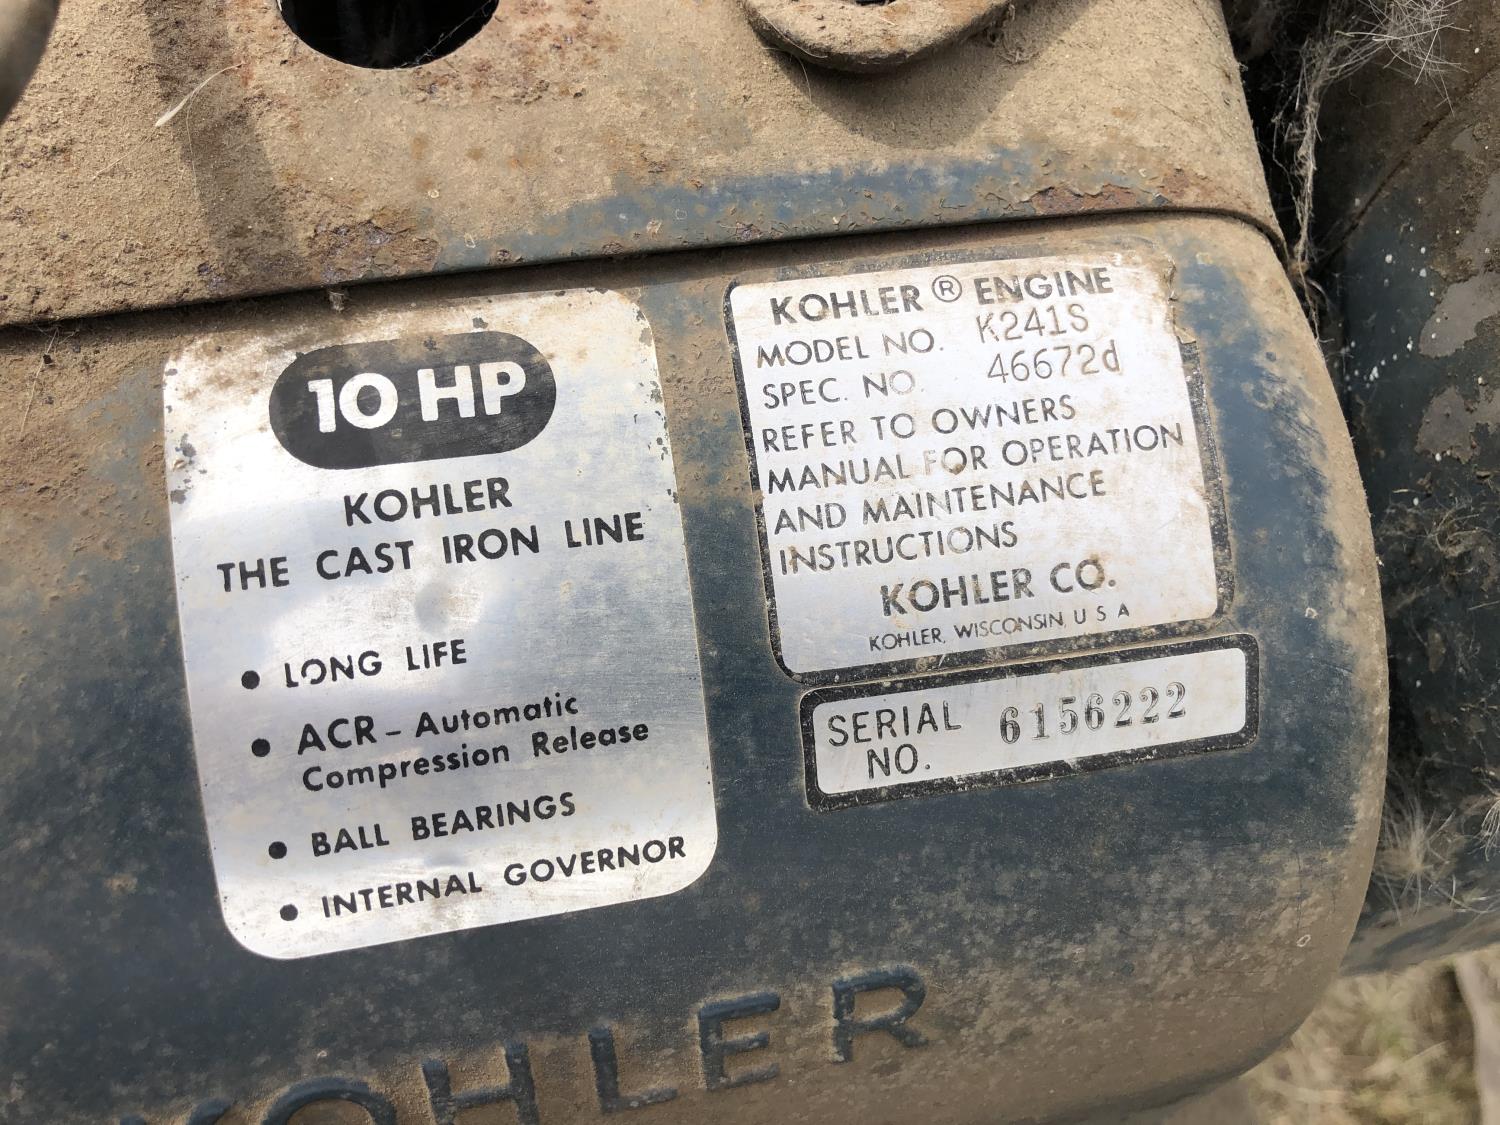 10 HP
KOHLER
THE CAST IRON LINE
• LONG LIFE
• ACR – Automatic
Compression Release
• BALL BEARINGS
• INTERNAL GOVERNOR
KOHLER ® ENGINE
MODEL NO. K241S
SPEC. NO. 46672d
REFER TO OWNERS
MANUAL FOR OPERATION
AND MAINTENANCE
INSTRUCTIONS
KOHLER CO.
KOHLER, WISCONSIN, U S A
SERIAL NO. 6156222
KOHLER